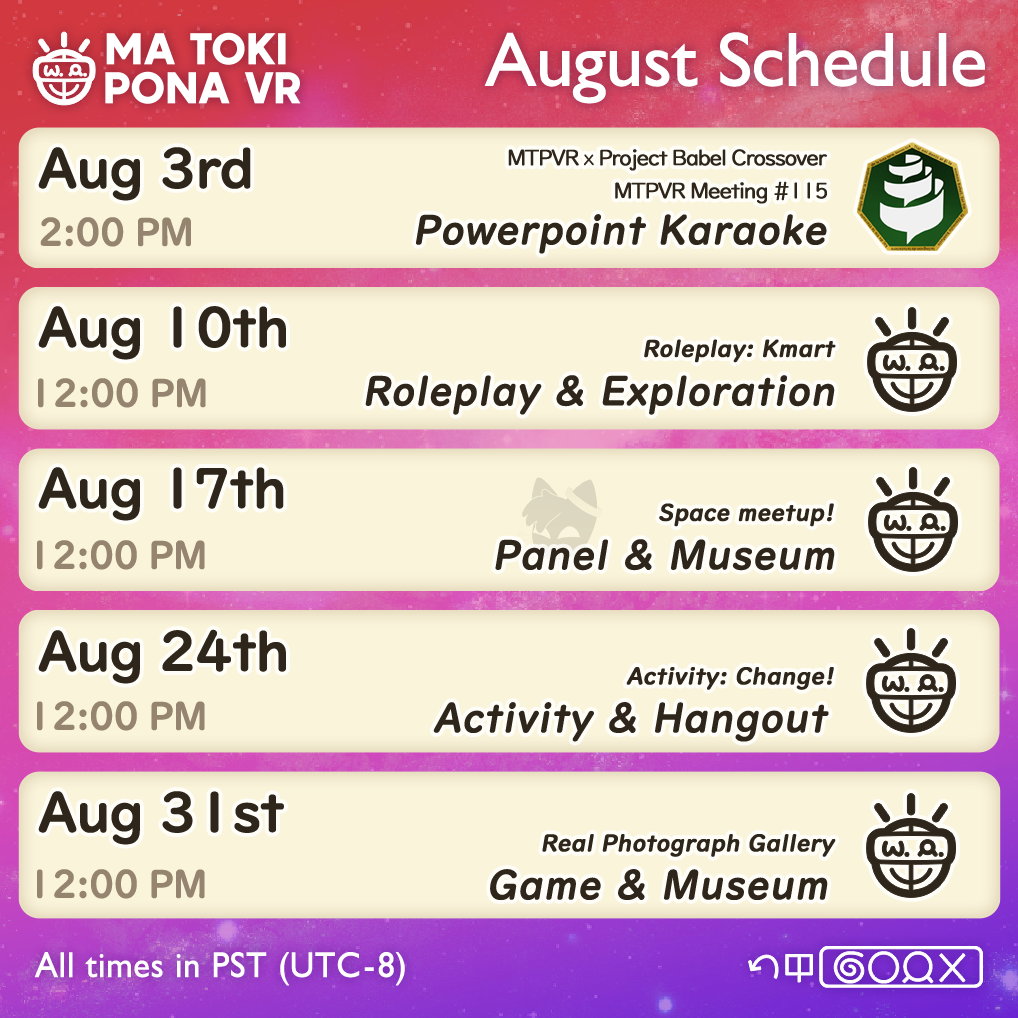 MA TOKI
PONA VR
August Schedule
Aug 3rd
2:00 PM
MTPVR x Project Babel Crossover
MTPVR Meeting #115
Powerpoint Karaoke
Aug 10th
12:00 PM
Roleplay: Kmart
Roleplay & Exploration
w. a.
Aug 17th
12:00 PM
Space meetup!
Panel & Museum
w. a.
Aug 24th
12:00 PM
Activity: Change!
Activity & Hangout
w. a.
Aug 31st
12:00 PM
Real Photograph Gallery
Game & Museum
w. a.
All times in PST (UTC-8)